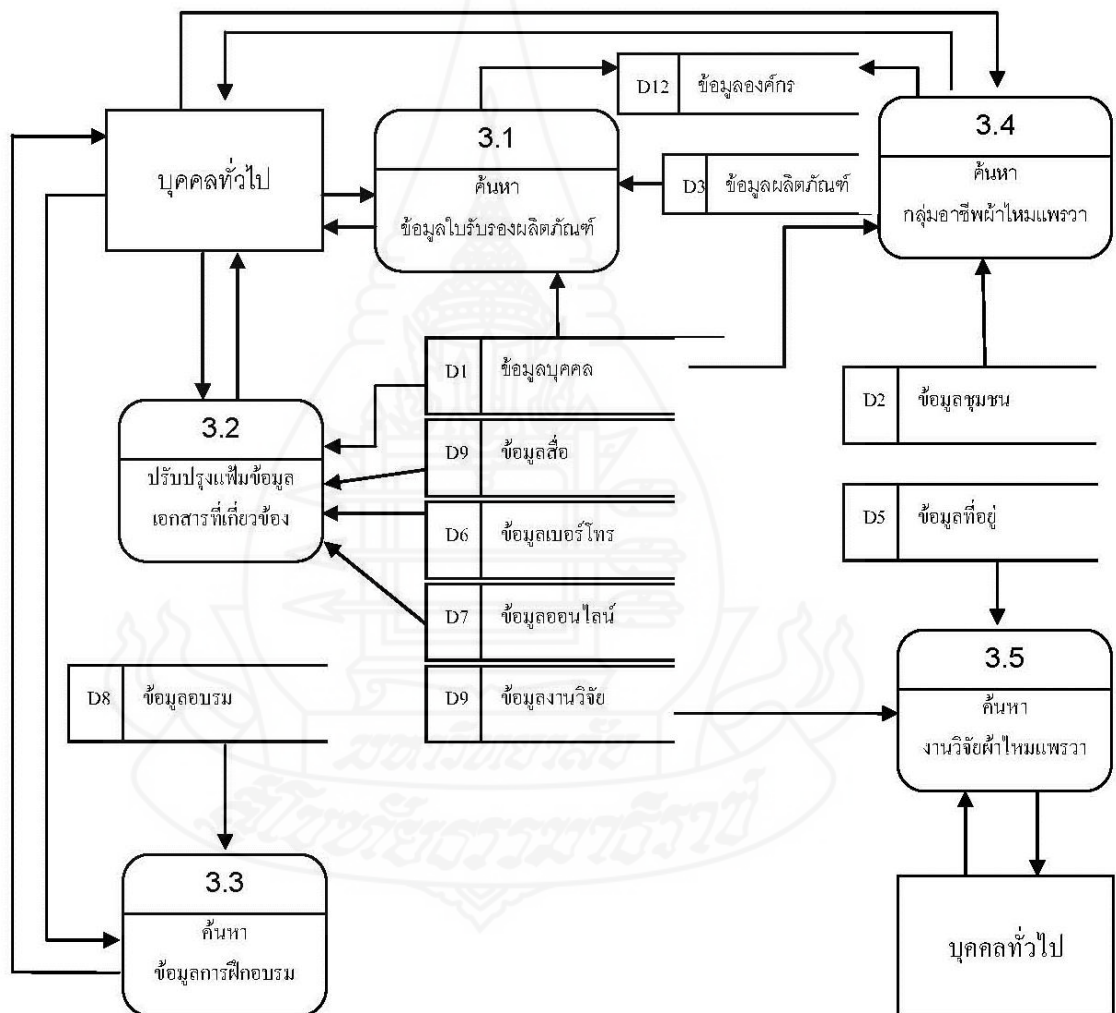 D12 ข้อมูลองค์กร
3.4
ค้นหา
กลุ่มอาชีพผ้าไหมแพรวา
3.1
ค้นหา
ข้อมูลใบรับรองผลิตภัณฑ์
บุคคลทั่วไป
D3 ข้อมูลผลิตภัณฑ์
D1 ข้อมูลบุคคล
D2 ข้อมูลชุมชน
3.2
ปรับปรุงแฟ้มข้อมูล
เอกสารที่เกี่ยวข้อง
D9 ข้อมูลสื่อ
D6 ข้อมูลเบอร์โทร
D5 ข้อมูลที่อยู่
D7 ข้อมูลออนไลน์
D8 ข้อมูลอบรม
D9 ข้อมูลงานวิจัย
3.5
ค้นหา
งานวิจัยผ้าไหมแพรวา
3.3
ค้นหา
ข้อมูลการฝึกอบรม
บุคคลทั่วไป